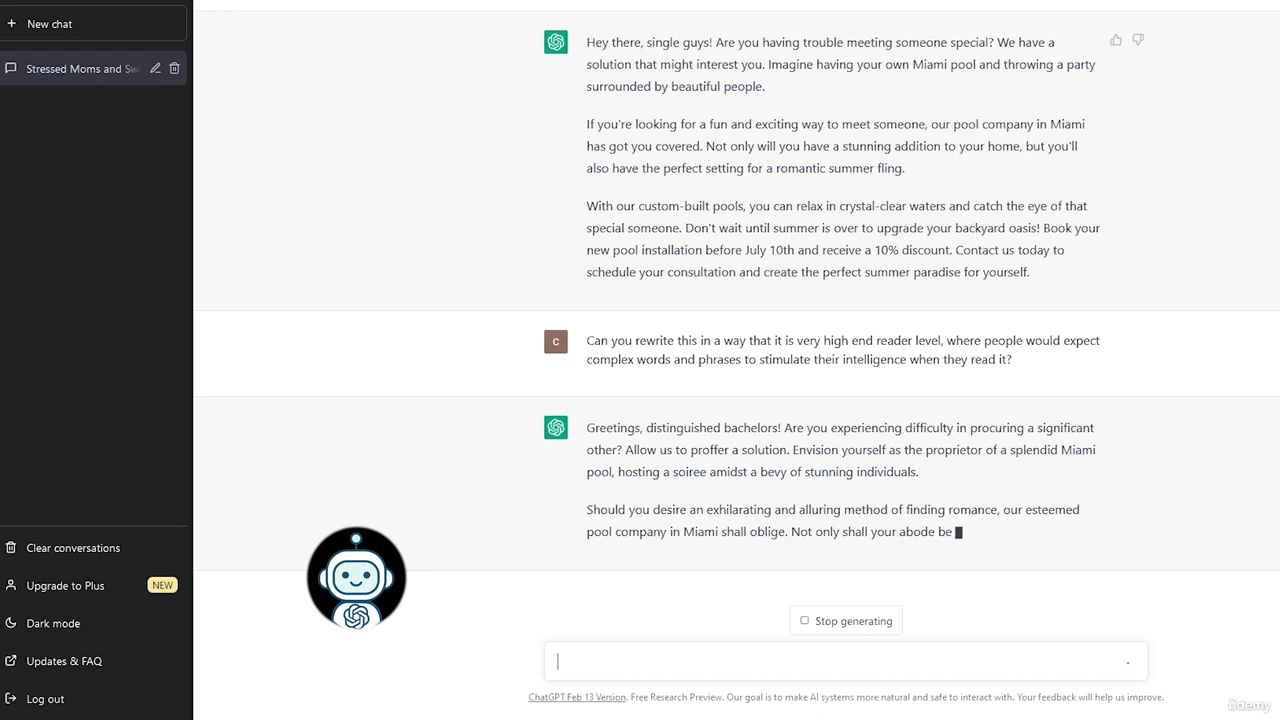 New chat
Stressed Moms and Sw
Hey there, single guys! Are you having trouble meeting someone special? We have a
solution that might interest you. Imagine having your own Miami pool and throwing a party
surrounded by beautiful people.
If you're looking for a fun and exciting way to meet someone, our pool company in Miami
has got you covered. Not only will you have a stunning addition to your home, but you'll
also have the perfect setting for a romantic summer fling.
With our custom-built pools, you can relax in crystal-clear waters and catch the eye of that
special someone. Don't wait until summer is over to upgrade your backyard oasis! Book your
new pool installation before July 10th and receive a 10% discount. Contact us today to
schedule your consultation and create the perfect summer paradise for yourself.
C
Can you rewrite this in a way that it is very high end reader level, where people would expect
complex words and phrases to stimulate their intelligence when they read it?
Greetings, distinguished bachelors! Are you experiencing difficulty in procuring a significant
other? Allow us to proffer a solution. Envision yourself as the proprietor of a splendid Miami
pool, hosting a soiree amidst a bevy of stunning individuals.
Should you desire an exhilarating and alluring method of finding romance, our esteemed
pool company in Miami shall oblige. Not only shall your abode be
Clear conversations
Upgrade to Plus NEW
Dark mode
Updates & FAQ
Log out
Stop generating
ChatGPT Feb 13 Version. Free Research Preview. Our goal is to make AI systems more natural and safe to interact with. Your feedback will help us improve.
ûdemy